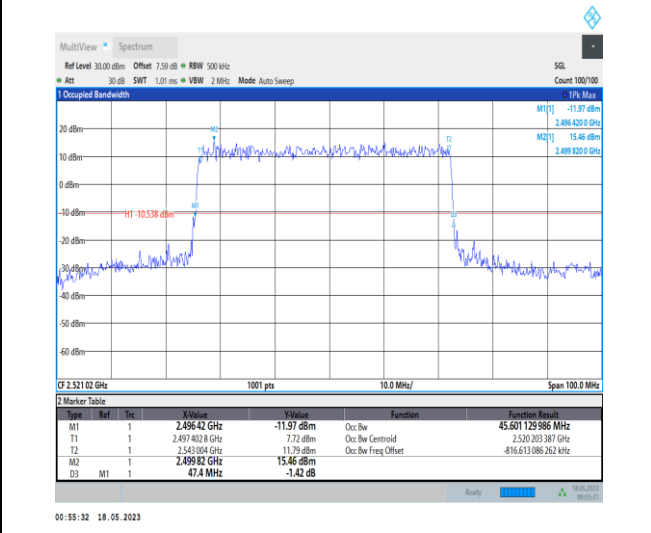 MultiView Spectrum
Ref Level 30.00 dBm Offset 7.59 dB RBW 500 kHz SGL
Att 30 dB SWT 1.01 ms VBW 2 MHz Mode Auto Sweep Count 100/100
1 Occupied Bandwidth 1Pk Max
M1[1] -11.97 dBm
2.496 420 0 GHz
M2[1] 15.46 dBm
2.499 820 0 GHz
20 dBm
M2
T2
T1
10 dBm
0 dBm
M1
-10 dBm
H1 -10.538 dBm
D3
-20 dBm
-30 dBm
-40 dBm
-50 dBm
-60 dBm
CF 2.521 02 GHz 1001 pts 10.0 MHz/ Span 100.0 MHz
2 Marker Table
Type Ref Trc X-Value Y-Value Function Function Result
M1 1 2.496 42 GHz -11.97 dBm Occ Bw 45.601 129 986 MHz
T1 1 2.497 402 8 GHz 7.72 dBm Occ Bw Centroid 2.520 203 387 GHz
T2 1 2.543 004 GHz 11.79 dBm Occ Bw Freq Offset -816.613 086 262 kHz
M2 1 2.499 82 GHz 15.46 dBm
D3 M1 1 47.4 MHz -1.42 dB
Ready 18.05.2023
00:55:31
00:55:32 18.05.2023